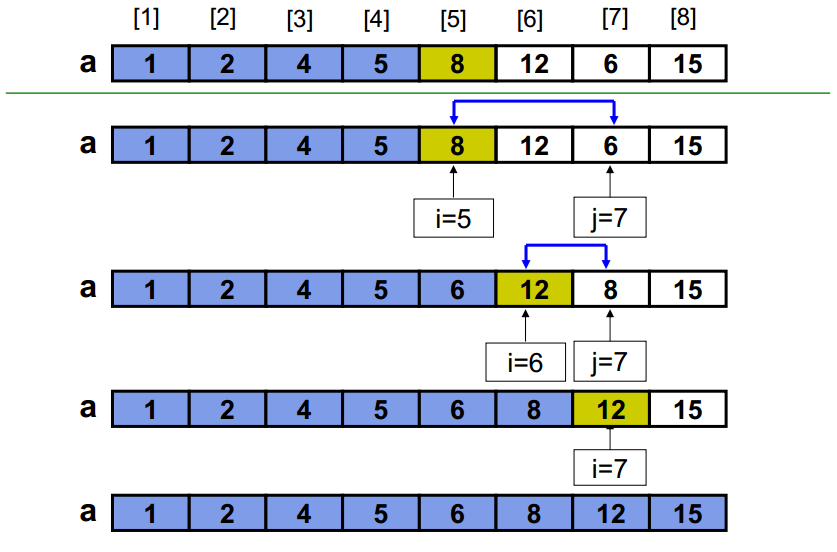 [1] [2] [3] [4] [5] [6] [7] [8]
a 1 2 4 5 8 12 6 15
a 1 2 4 5 8 12 6 15
i=5 j=7
a 1 2 4 5 6 12 8 15
i=6 j=7
a 1 2 4 5 6 8 12 15
i=7
a 1 2 4 5 6 8 12 15